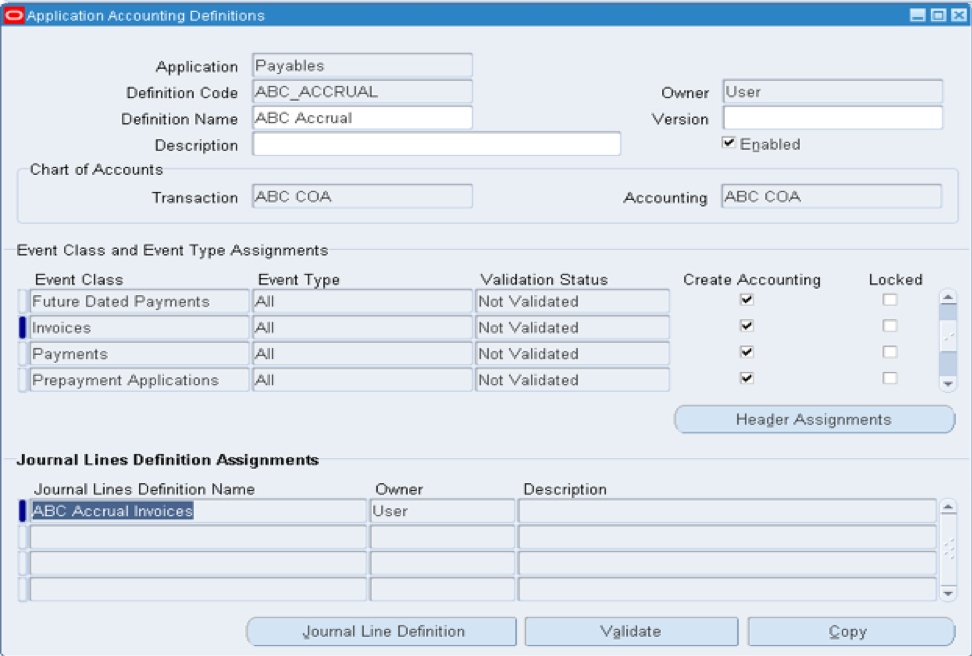 Application Accounting Definitions
Application Payables
Definition Code ABC_ACCRUAL Owner User
Definition Name ABC Accrual Version
Description Enabled
Chart of Accounts
Transaction ABC COA Accounting ABC COA
Event Class and Event Type Assignments
Event Class Event Type Validation Status Create Accounting Locked
Future Dated Payments All Not Validated
Invoices All Not Validated
Payments All Not Validated
Prepayment Applications All Not Validated
Header Assignments
Journal Lines Definition Assignments
Journal Lines Definition Name Owner Description
ABC Accrual Invoices User
Journal Line Definition Validate Copy